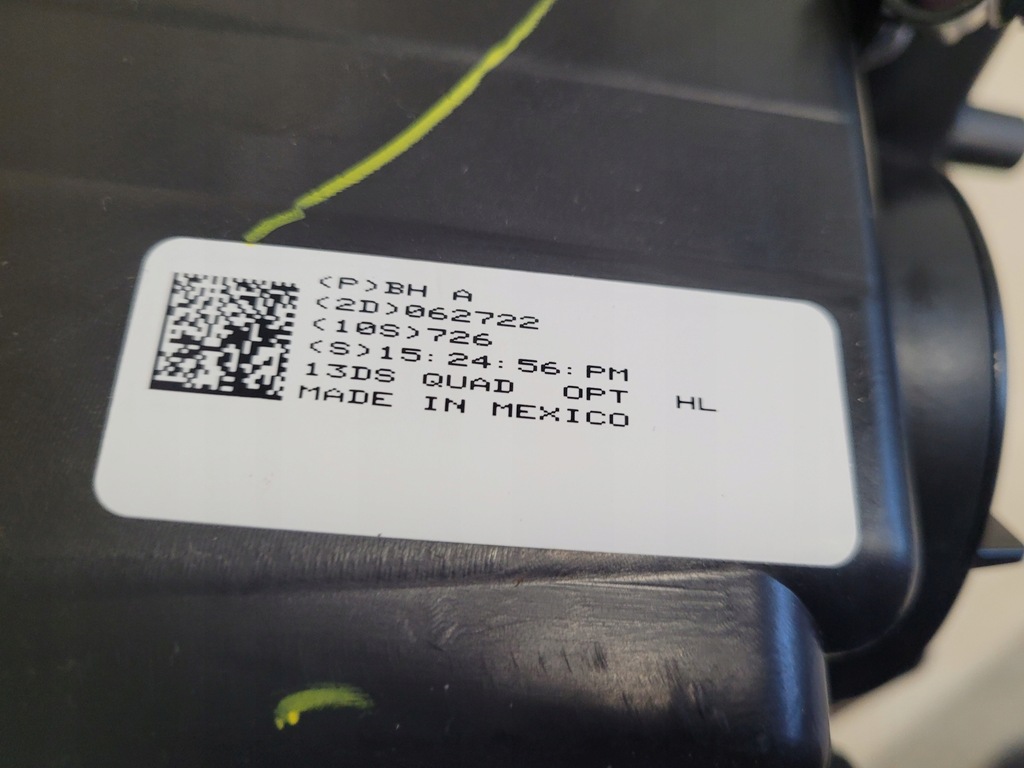 (P)BH A
(2D)062722
(10S)726
(S)15:24:56:PM
13DS QUAD OPT HL
MADE IN MEXICO